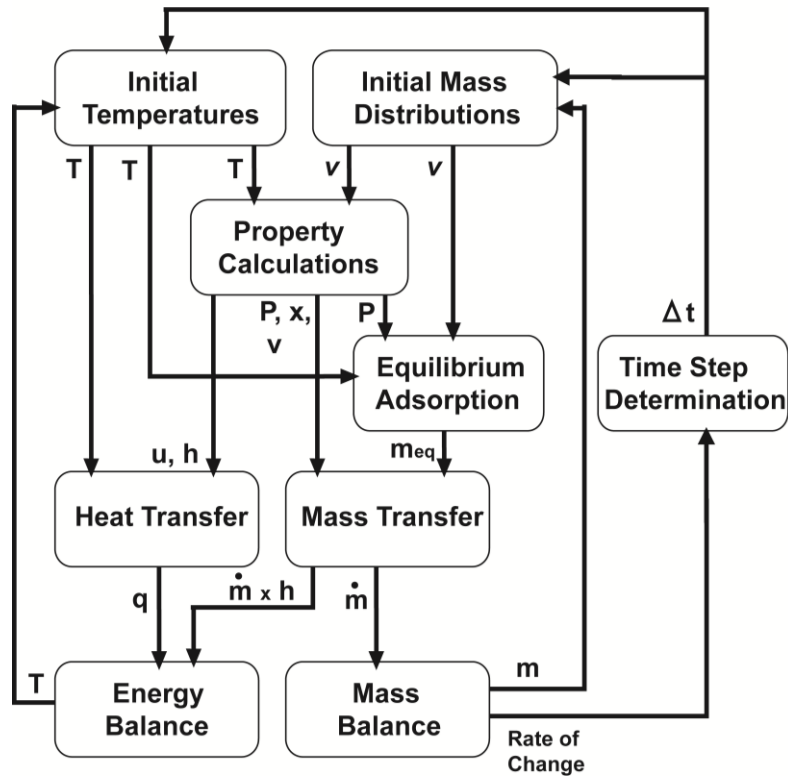 Initial
Temperatures
Initial Mass
Distributions
T
T
T
v
v
Property
Calculations
P, x,
v
P
Δt
Equilibrium
Adsorption
Time Step
Determination
u, h
meq
Heat Transfer
Mass Transfer
q
ṁ x h
ṁ
T
Energy
Balance
Mass
Balance
m
Rate of
Change